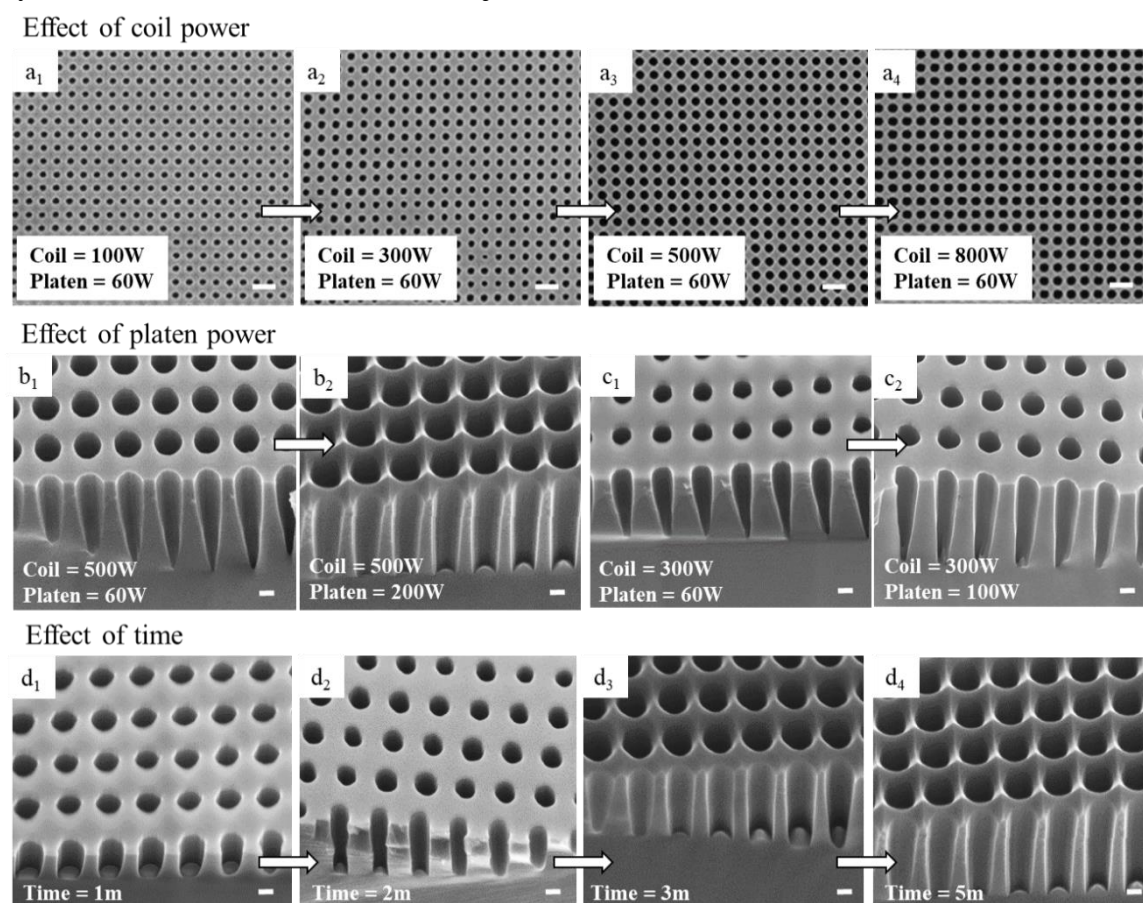 Effect of coil power
a1
a2
a3
a4
Coil = 100W
Platen = 60W
Coil = 300W
Platen = 60W
Coil = 500W
Platen = 60W
Coil = 800W
Platen = 60W
Effect of platen power
b1
b2
c1
c2
Coil = 500W
Platen = 60W
Coil = 500W
Platen = 200W
Coil = 300W
Platen = 60W
Coil = 300W
Platen = 100W
Effect of time
d1
d2
d3
d4
Time = 1m
Time = 2m
Time = 3m
Time = 5m